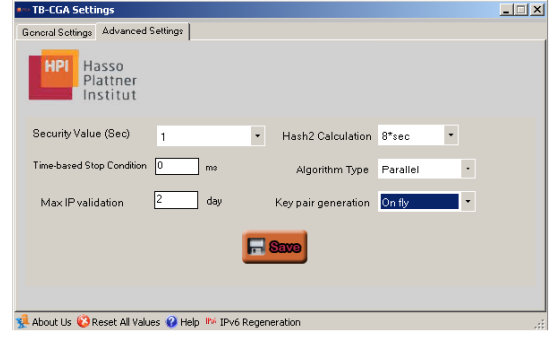 TB-CGA Settings
General Settings Advanced Settings
HPI Hasso
Plattner
Institut
Security Value (Sec) 1 Hash2 Calculation 8*sec
Time-based Stop Condition 0 ms Algorithm Type Parallel
Max IP validation 2 day Key pair generation On fly
Save
About Us Reset All Values Help IPv6 IPv6 Regeneration